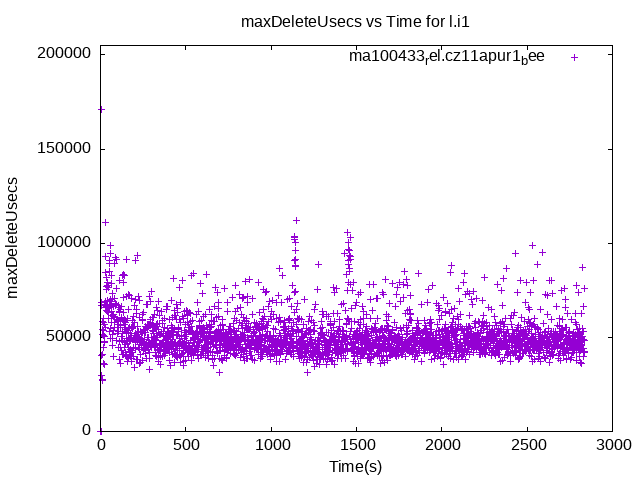 maxDeleteUsecs vs Time for l.i1
ma100433rel.cz11apur1bee
200000
150000
100000
50000
0
maxDeleteUsecs
0 500 1000 1500 2000 2500 3000
Time(s)